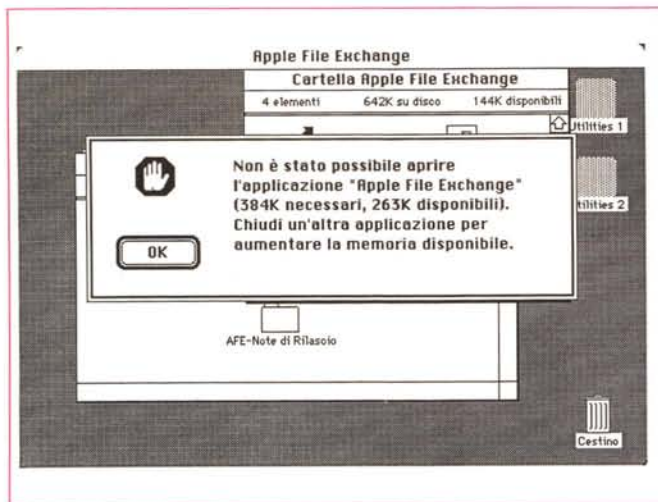 Apple File Exchange
Cartella Apple File Exchange
4 elementi 642K su disco 144K disponibili
Utilities 1
Non è stato possibile aprire
l'applicazione "Apple File Exchange"
(384K necessari, 263K disponibili).
Chiudi un'altra applicazione per
aumentare la memoria disponibile.
OK
tilities 2
AFE-Note di Rilascio
Cestino